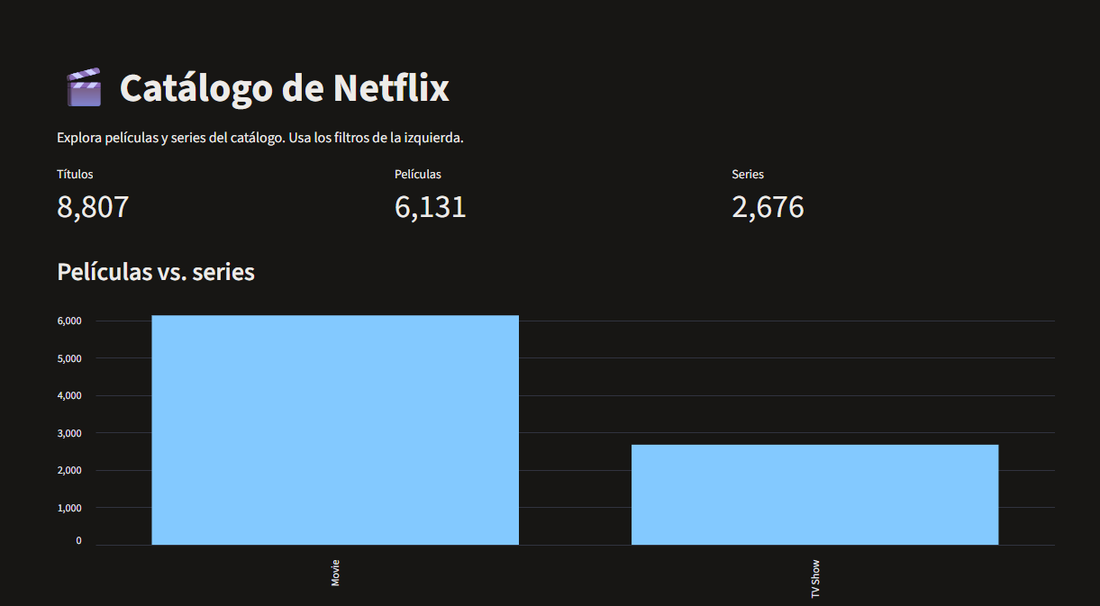 Catálogo de Netflix
Explora películas y series del catálogo. Usa los filtros de la izquierda.
Títulos
8,807
Películas
6,131
Series
2,676
Películas vs. series
6,000
5,000
4,000
3,000
2,000
1,000
0
Movie
TV Show